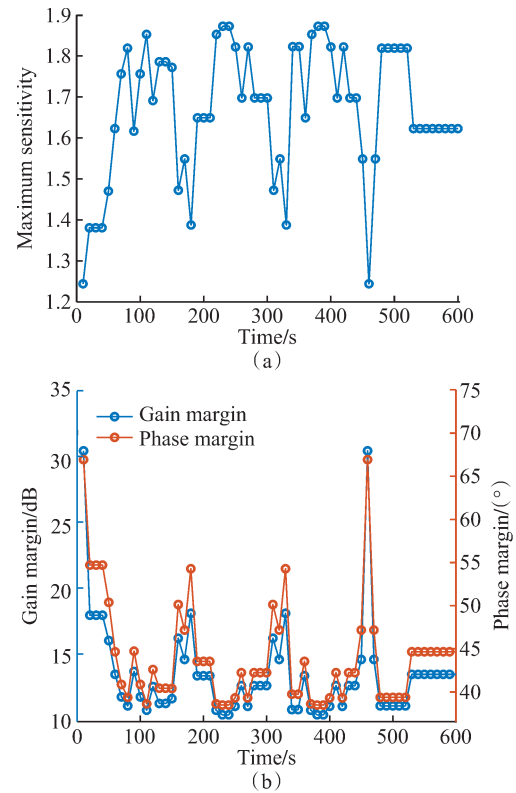 1.9
1.8
1.7
1.6
1.5
1.4
1.3
1.2
Maximum sensitivity
0 100 200 300 400 500 600
Time/s
(a)
35
30
25
20
15
10
Gain margin/dB
Gain margin
Phase margin
75
70
65
60
55
50
45
40
Phase margin/(°)
0 100 200 300 400 500 600
Time/s
(b)